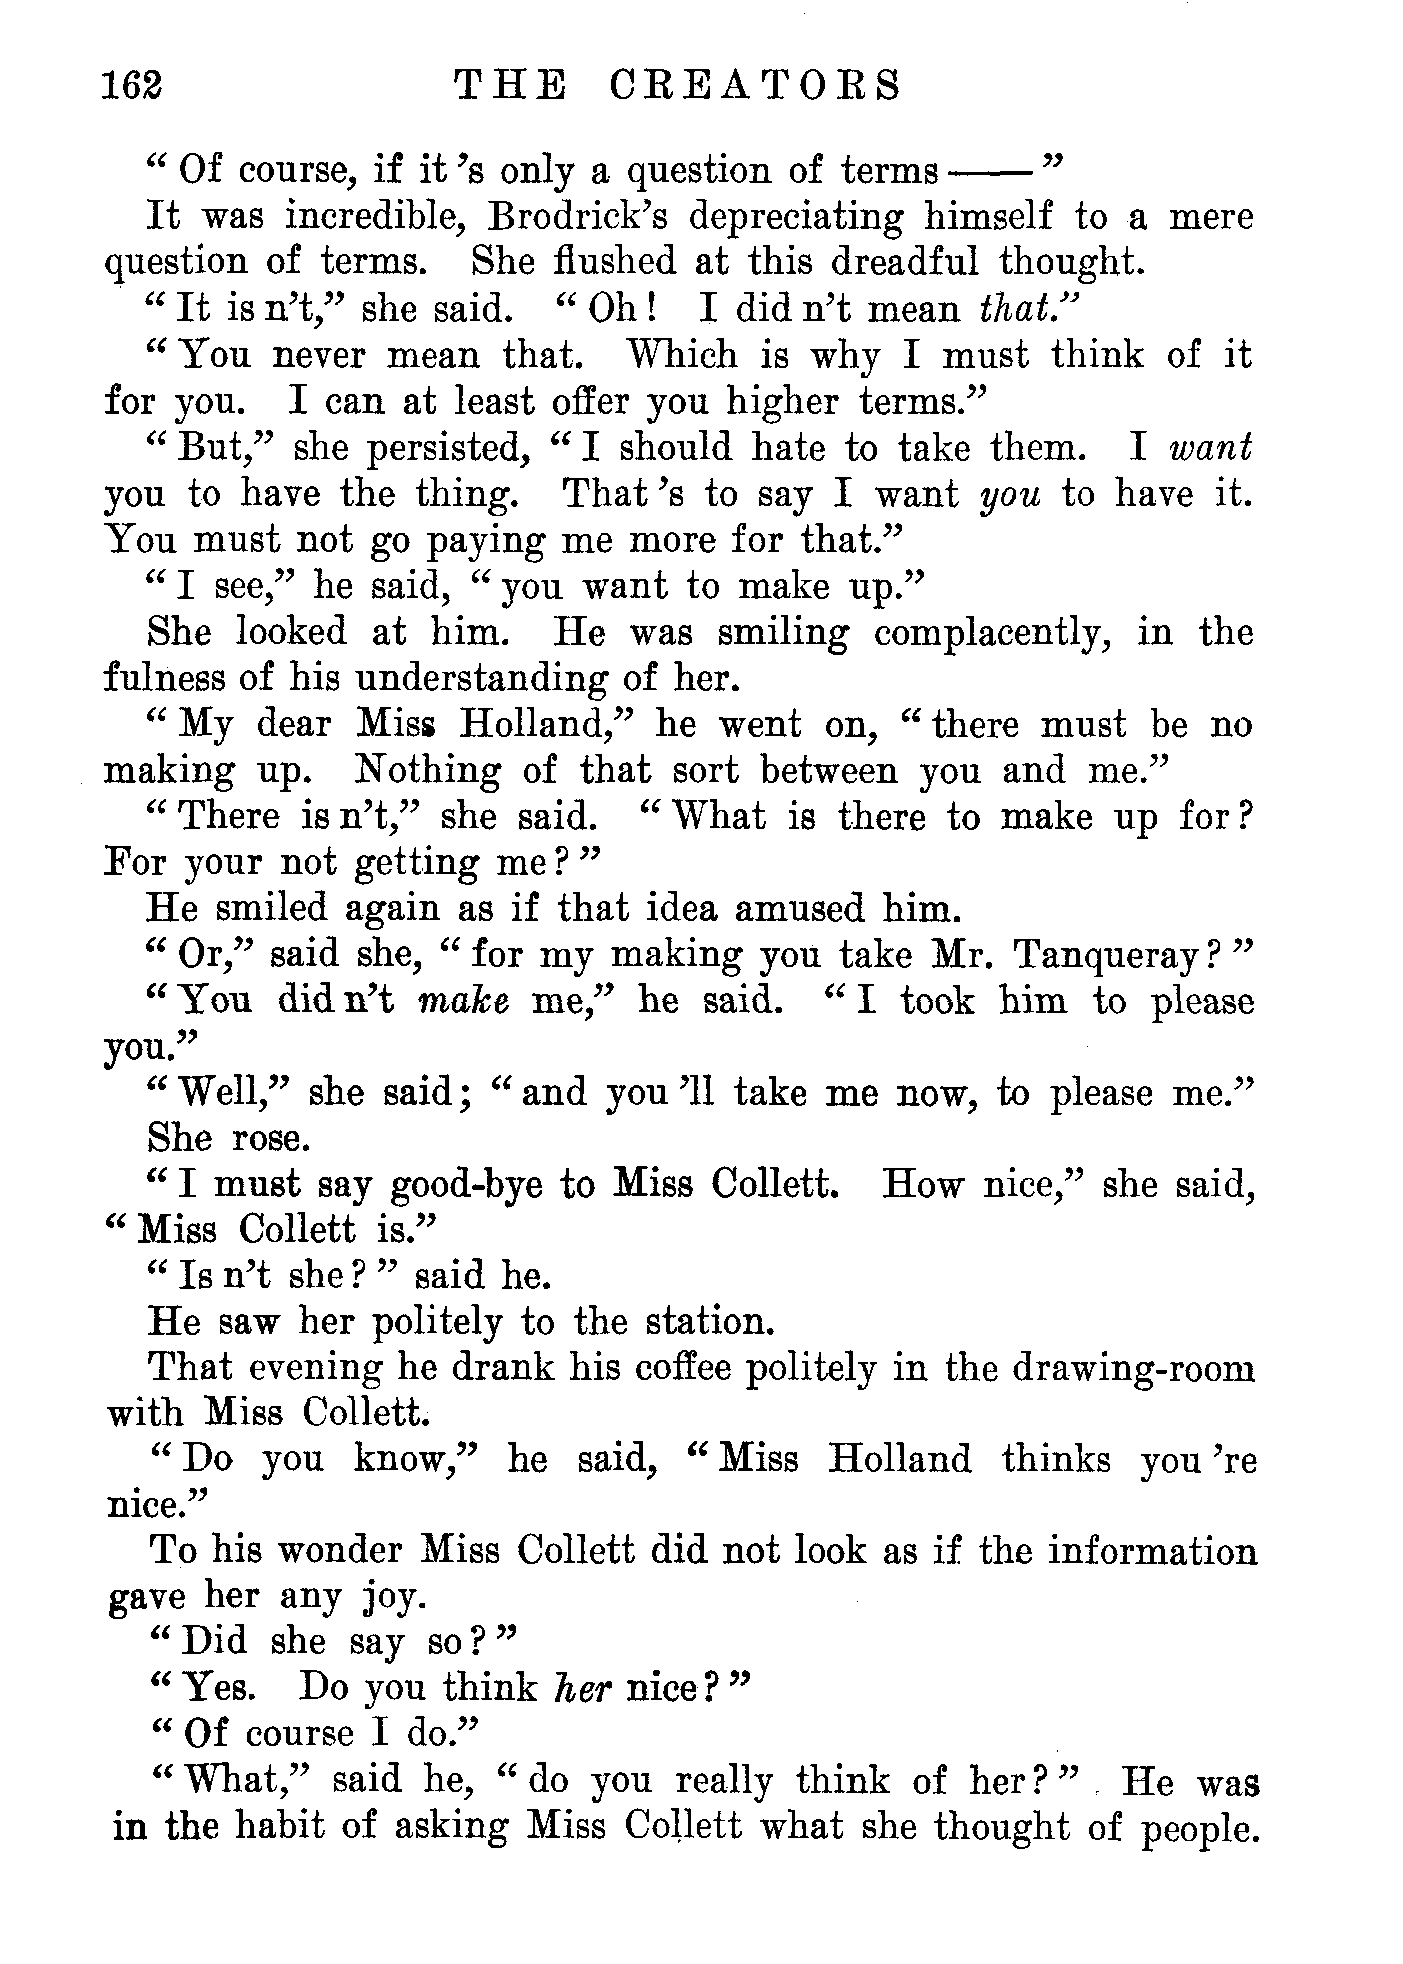 162 THE CREATORS
“ Of course, if it ’s only a question of terms —— ”
It was incredible, Brodrick’s depreciating himself to a mere
question of terms. She flushed at this dreadful thought.
“ It is n’t,” she said. “ Oh ! I did n’t mean that.”
“ You never mean that. Which is why I must think of it
for you. I can at least offer you higher terms.”
“ But,” she persisted, “ I should hate to take them. I want
you to have the thing. That ’s to say I want you to have it.
You must not go paying me more for that.”
“ I see,” he said, “ you want to make up.”
She looked at him. He was smiling complacently, in the
fulness of his understanding of her.
“ My dear Miss Holland,” he went on, “ there must be no
making up. Nothing of that sort between you and me.”
“ There is n’t,” she said. “ What is there to make up for ?
For your not getting me ? ”
He smiled again as if that idea amused him.
“ Or,” said she, “ for my making you take Mr. Tanqueray ? ”
“ You did n’t make me,” he said. “ I took him to please
you.”
“ Well,” she said ; “ and you ’ll take me now, to please me.”
She rose.
“ I must say good-bye to Miss Collett. How nice,” she said,
“ Miss Collett is.”
“ Is n’t she ? ” said he.
He saw her politely to the station.
That evening he drank his coffee politely in the drawing-room
with Miss Collett.
“ Do you know,” he said, “ Miss Holland thinks you ’re
nice.”
To his wonder Miss Collett did not look as if the information
gave her any joy.
“ Did she say so ? ”
“ Yes. Do you think her nice ? ”
“ Of course I do.”
“ What,” said he, “ do you really think of her ? ” He was
in the habit of asking Miss Collett what she thought of people.